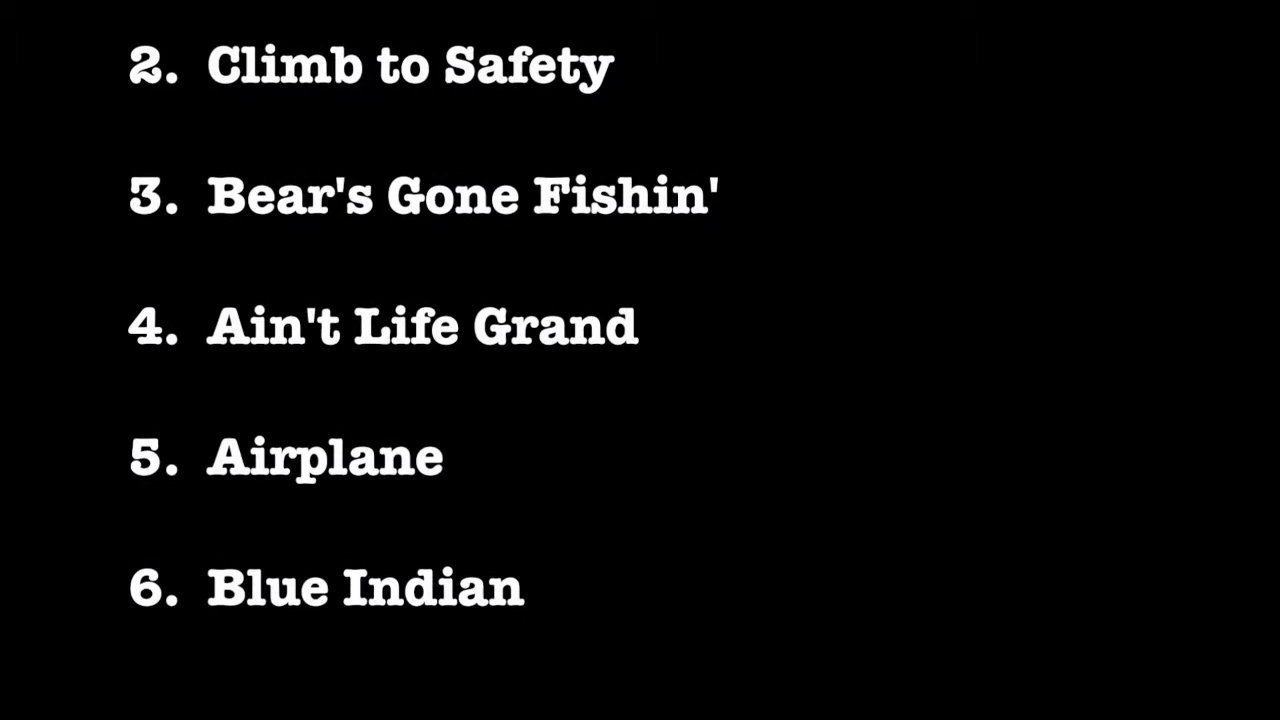 2. Climb to Safety
3. Bear's Gone Fishin'
4. Ain't Life Grand
5. Airplane
6. Blue Indian